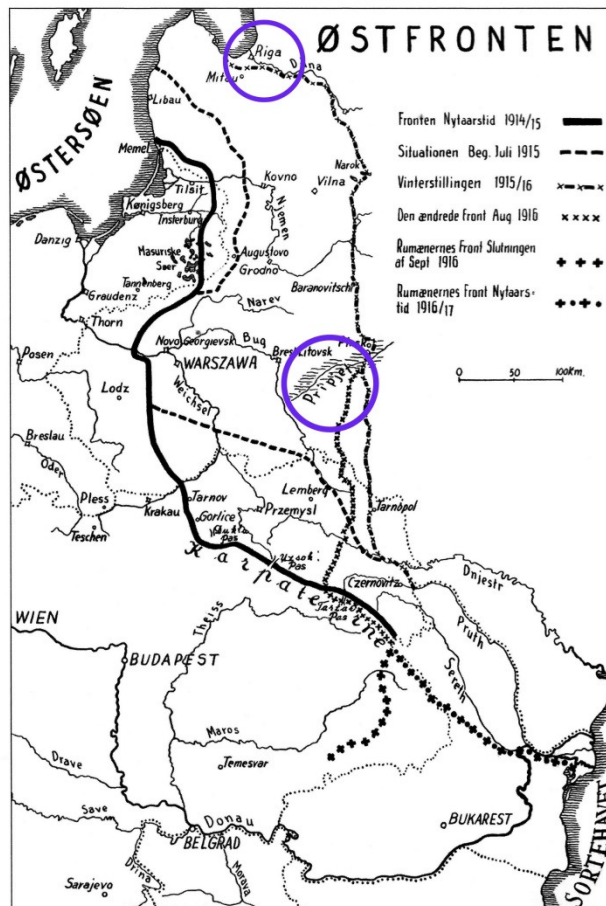 ØSTFRONTEN
Fronten Nytaarstid 1914/15
Situationen Beg. Juli 1915
Vinterstillingen 1915/16
Den ændrede Front Aug 1916
Rumænernes Front Slutningen
af Sept 1916
Rumænernes Front Nytaars-
tid 1916/17
0 50 100Km.
ØSTERSØEN
Riga
Düna
Mitau
Libau
Memel
Tilsit
Kovno
Narok
Vilna
Königsberg
Insterburg
Niemen
Danzig
Masuriske
Søer
Augustovo
Grodno
Tannenberg
Graudenz
Baranovitschi
Narev
Thorn
Novo Georgievsk
Bug
Posen
WARSZAWA
Brest Litovsk
Pripjet
Weichsel
Lodz
Breslau
Oder
Lemberg
Pless
Tarnov
Tarnopol
Krakau
Gorlice
Przemysl
Teschen
Pas
Uzsok
Pas
Dnjestr
Karpaterne
Czernovitz
Pas
WIEN
Theiss
Pruth
Sereth
BUDAPEST
Maros
Temesvar
Drave
Save
Donau
BUKAREST
BELGRAD
Drina
Morava
Sarajevo
SORTEHAVET